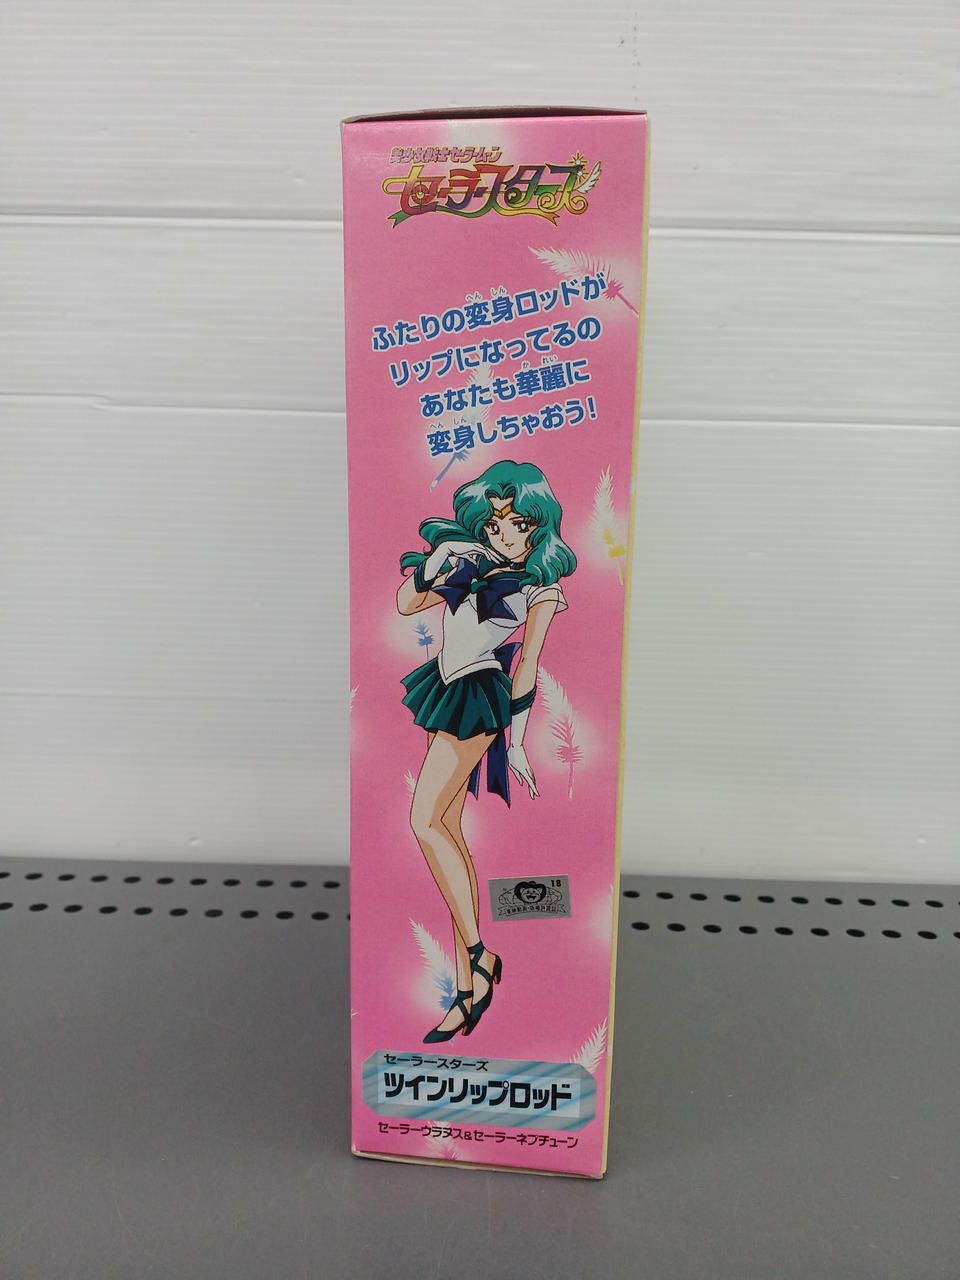 美少女戦士セーラームーン
セーラースターズ
ふたりの変身ロッドが
リップになってるの
あなたも華麗に
変身しちゃおう!
18
セーラースターズ
ツインリップロッド
セーラーウラヌス&セーラーネプチューン